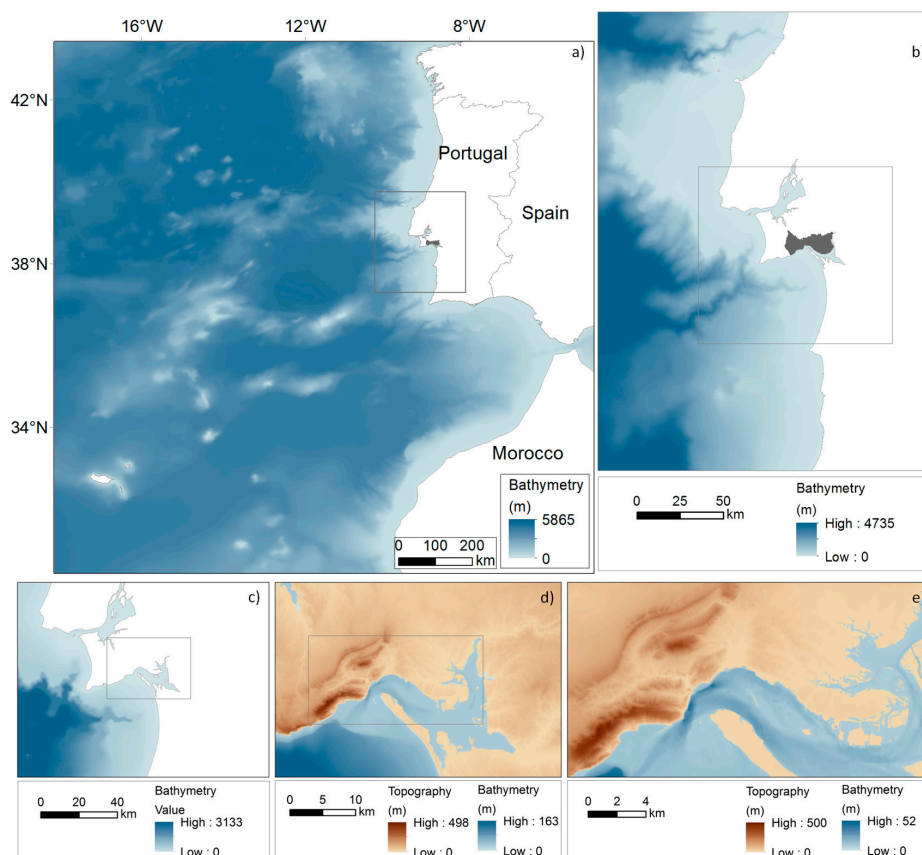 16°W 12°W 8°W
a)
42°N
38°N
34°N
Portugal
Spain
Morocco
Bathymetry
(m)
5865
0
0 100 200
km
b)
0 25 50
km
Bathymetry
(m)
High : 4735
Low : 0
c)
0 20 40
km
Bathymetry
Value
High : 3133
Low : 0
d)
0 5 10
km
Topography
(m)
High : 498
Low : 0
Bathymetry
(m)
High : 163
Low : 0
e)
0 2 4
km
Topography
(m)
High : 500
Low : 0
Bathymetry
(m)
High : 52
Low : 0